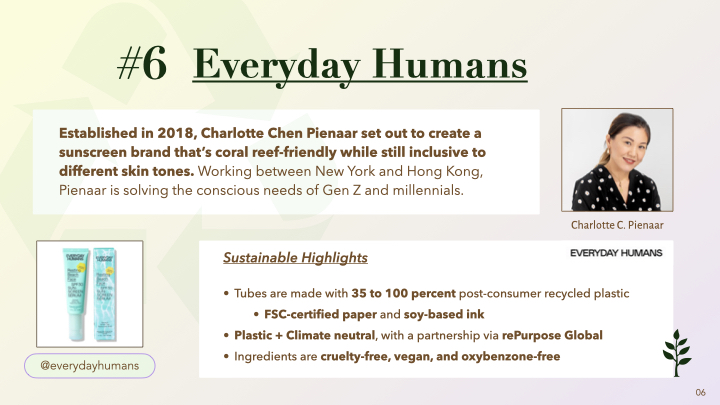 #6 Everyday Humans
Established in 2018, Charlotte Chen Pienaar set out to create a
sunscreen brand that’s coral reef-friendly while still inclusive to
different skin tones. Working between New York and Hong Kong,
Pienaar is solving the conscious needs of Gen Z and millennials.
Charlotte C. Pienaar
EVERYDAY HUMANS
@everydayhumans
Sustainable Highlights
EVERYDAY HUMANS
• Tubes are made with 35 to 100 percent post-consumer recycled plastic
• FSC-certified paper and soy-based ink
• Plastic + Climate neutral, with a partnership via rePurpose Global
• Ingredients are cruelty-free, vegan, and oxybenzone-free
06